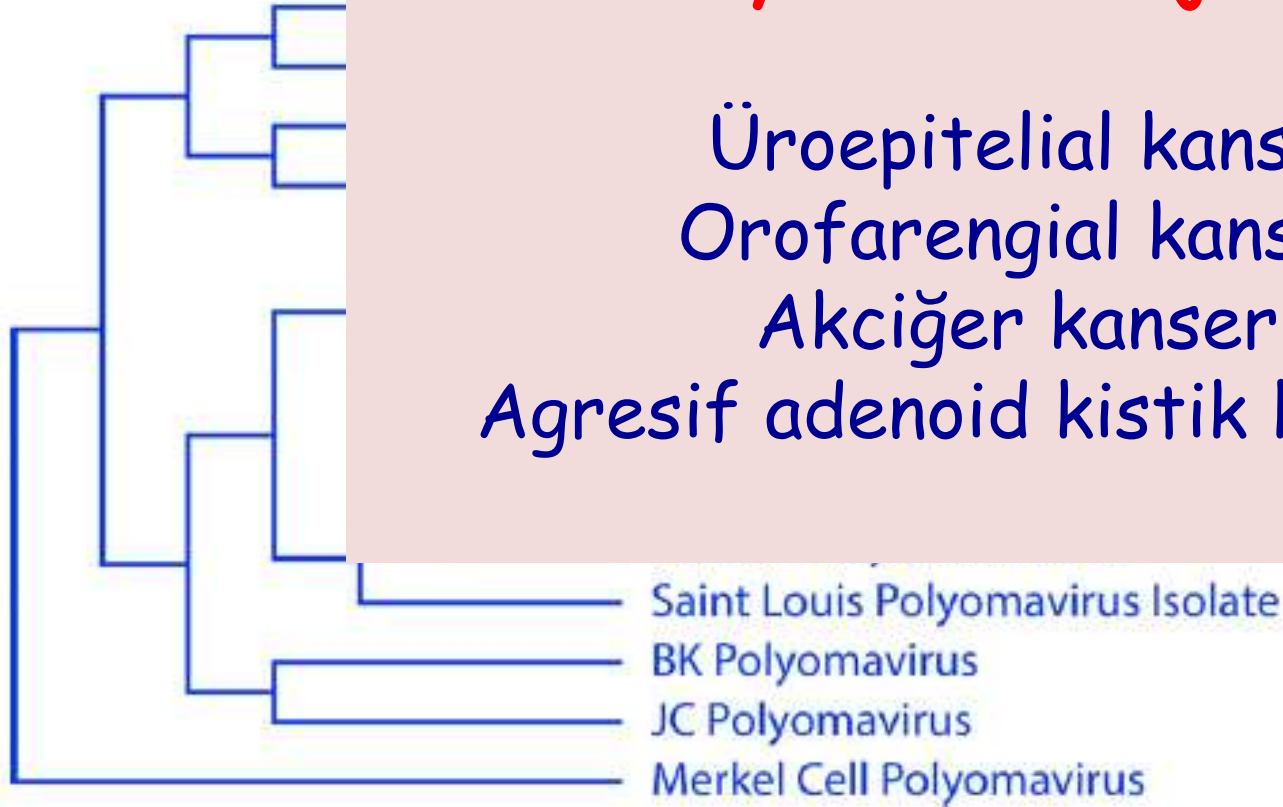 Üroepitelial kans
Orofarengial kans
Akciğer kanser
Agresif adenoid kistik
Saint Louis Polyomavirus Isolate
BK Polyomavirus
JC Polyomavirus
Merkel Cell Polyomavirus